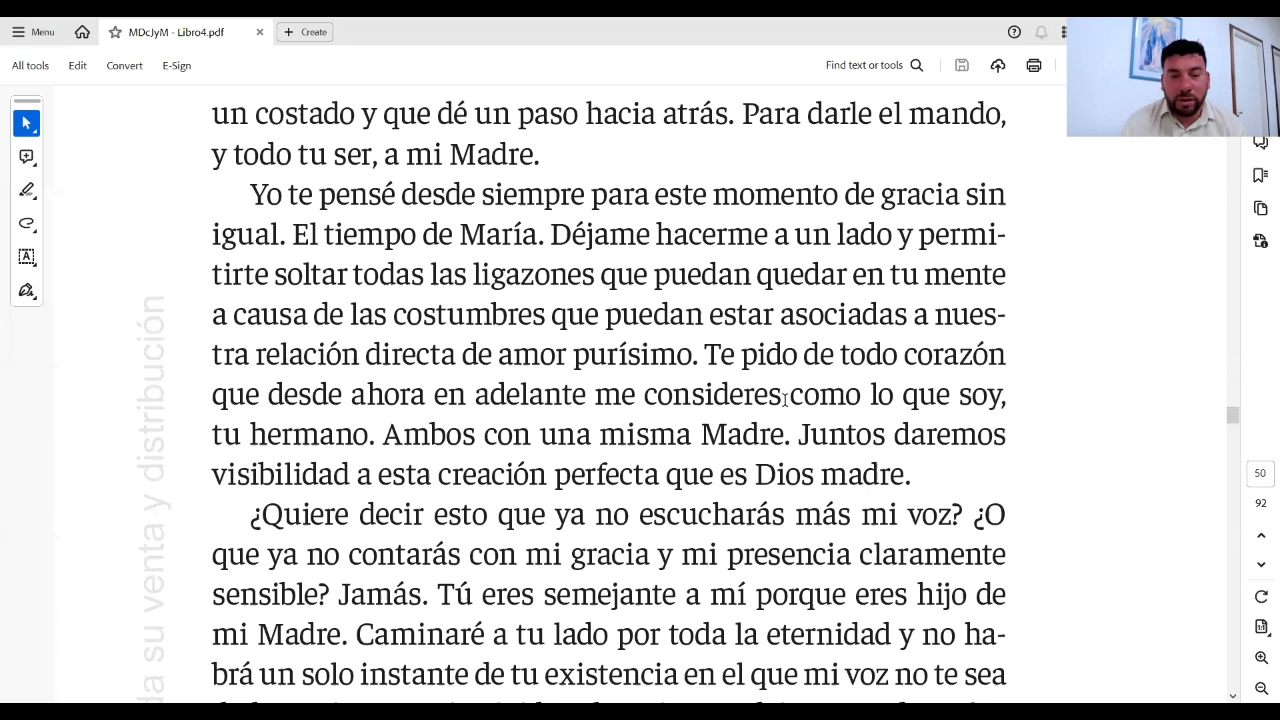 Menu
MDcJyM - Libro4.pdf
Create
All tools
Edit
Convert
E-Sign
Find text or tools
un costado y que dé un paso hacia atrás. Para darle el mando,
y todo tu ser, a mi Madre.
Yo te pensé desde siempre para este momento de gracia sin
igual. El tiempo de María. Déjame hacerme a un lado y permi-
tirte soltar todas las ligazones que puedan quedar en tu mente
a causa de las costumbres que puedan estar asociadas a nues-
tra relación directa de amor purísimo. Te pido de todo corazón
que desde ahora en adelante me consideres como lo que soy,
tu hermano. Ambos con una misma Madre. Juntos daremos
visibilidad a esta creación perfecta que es Dios madre.
¿Quiere decir esto que ya no escucharás más mi voz? ¿O
que ya no contarás con mi gracia y mi presencia claramente
sensible? Jamás. Tú eres semejante a mí porque eres hijo de
mi Madre. Caminaré a tu lado por toda la eternidad y no ha-
brá un solo instante de tu existencia en el que mi voz no te sea
da su venta y distribución
50
92